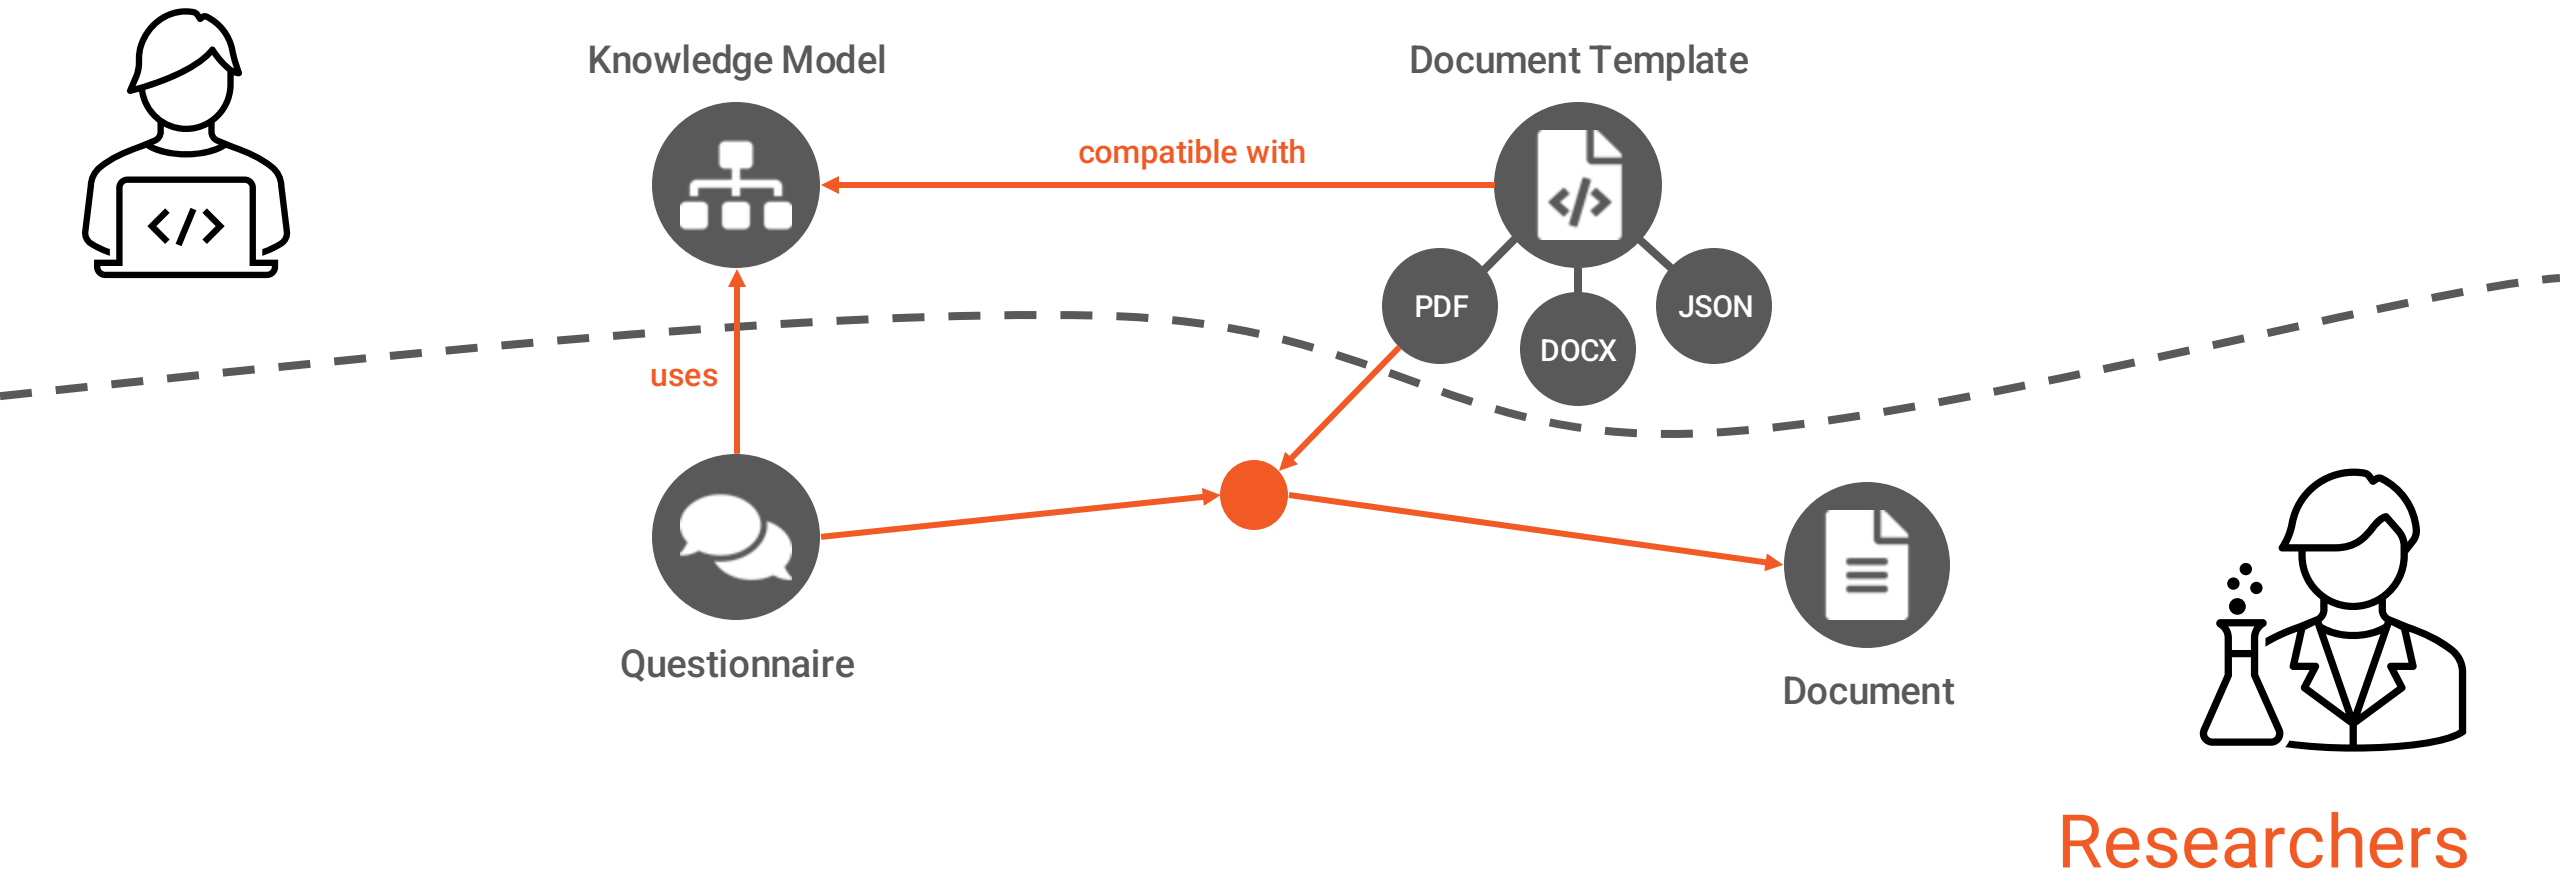 Knowledge Model
Document Template
compatible with
</>
</>
PDF
JSON
DOCX
uses
Questionnaire
Document
Researchers